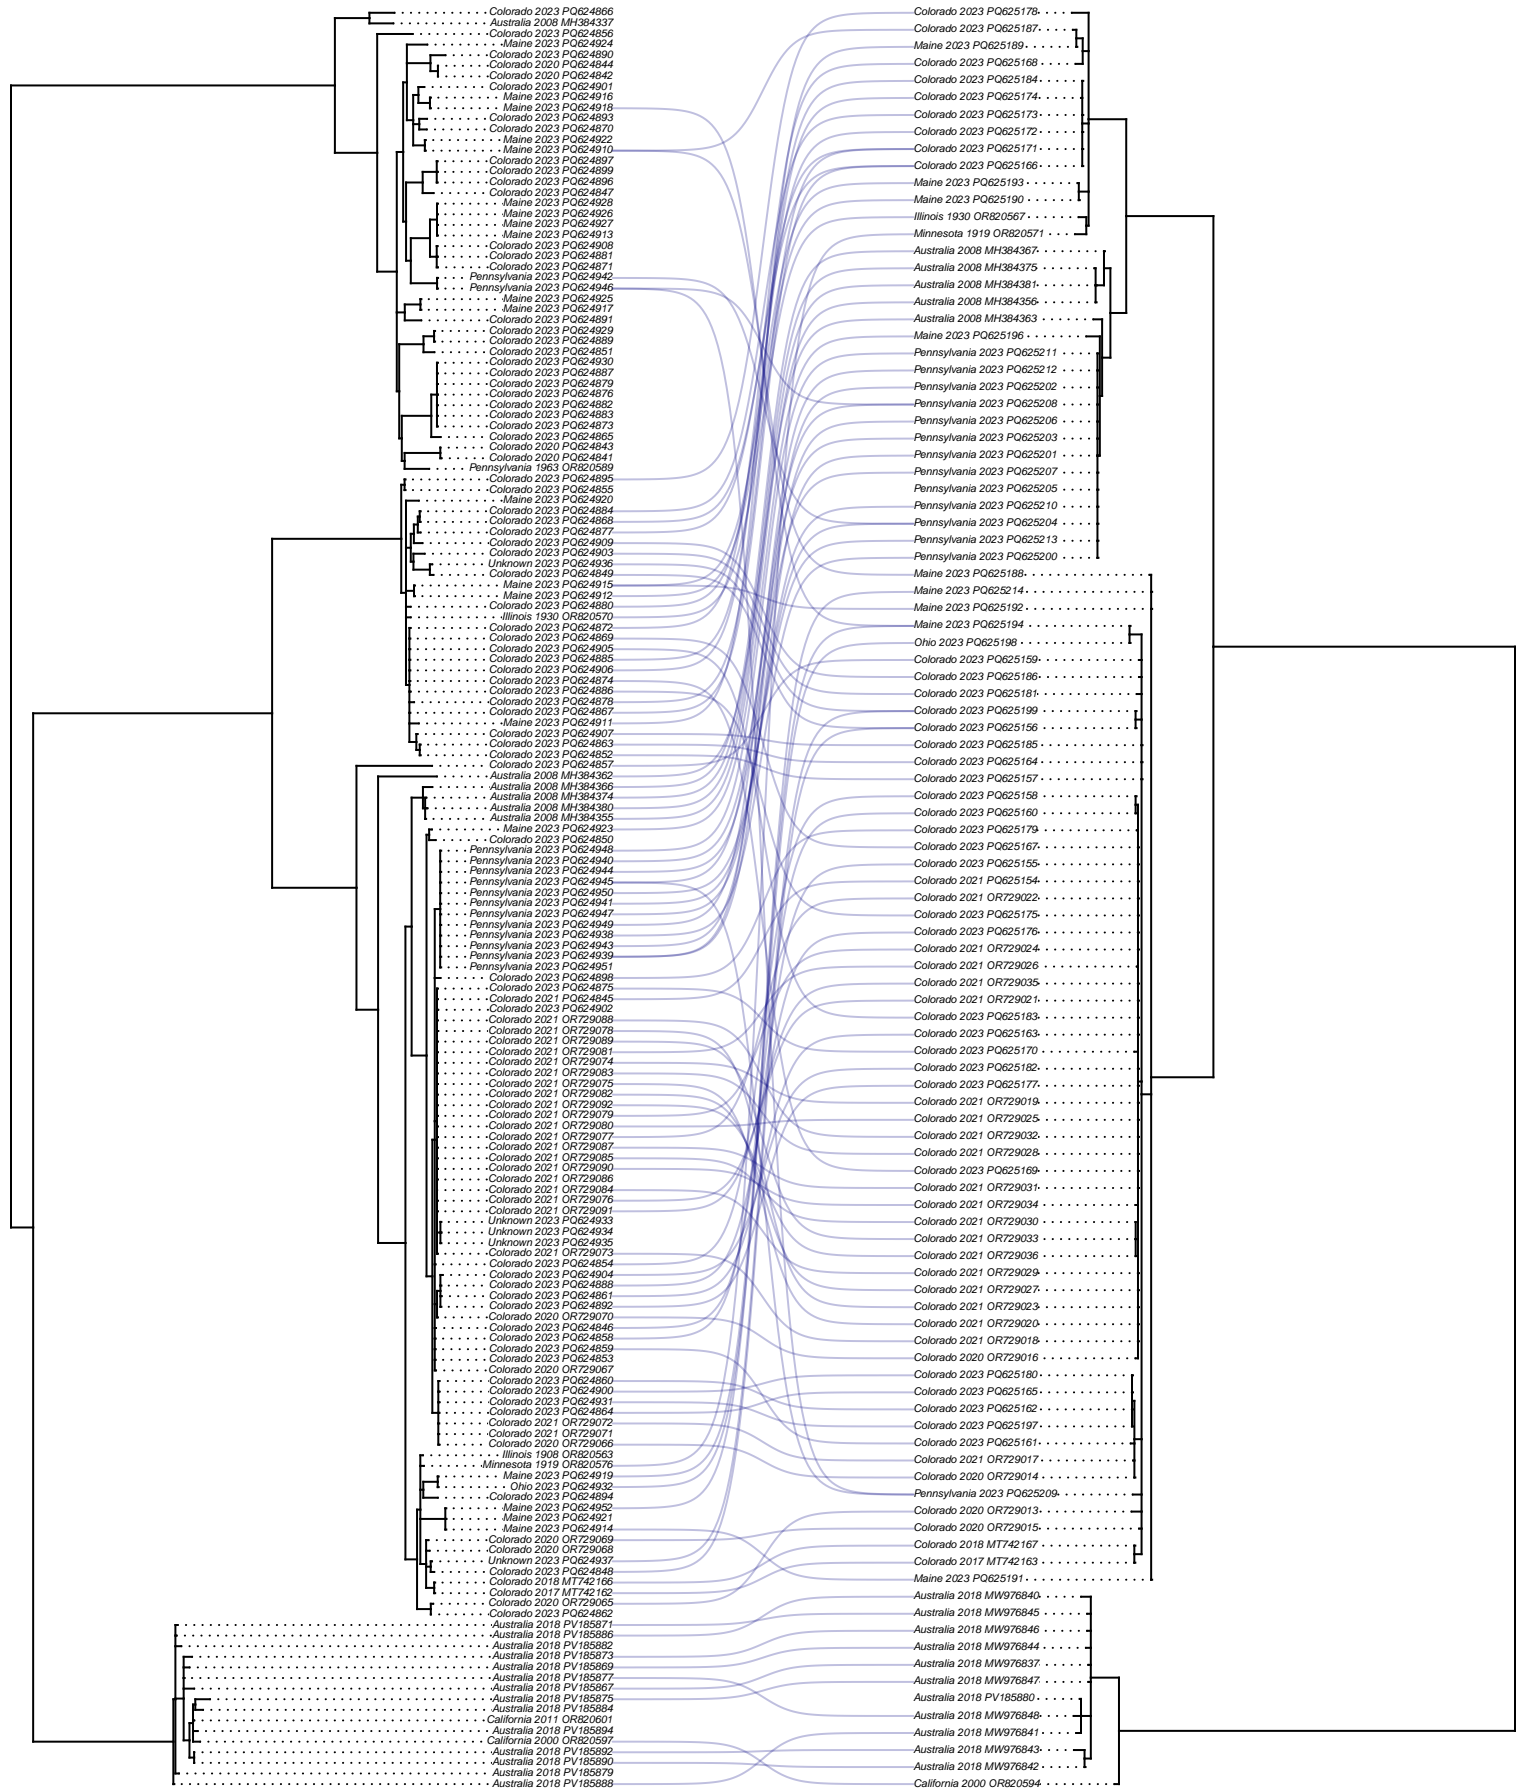 Colorado 2023 PQ624866
Australia 2008 MH384337
Colorado 2023 PQ624856
Maine 2023 PQ624924
Colorado 2023 PQ624890
Colorado 2020 PQ624844
Colorado 2020 PQ624842
Colorado 2023 PQ624901
Maine 2023 PQ624916
Maine 2023 PQ624918
Colorado 2023 PQ624893
Colorado 2023 PQ624870
Maine 2023 PQ624922
Maine 2023 PQ624910
Colorado 2023 PQ624897
Colorado 2023 PQ624899
Colorado 2023 PQ624896
Colorado 2023 PQ624847
Maine 2023 PQ624928
Maine 2023 PQ624926
Maine 2023 PQ624927
Maine 2023 PQ624913
Colorado 2023 PQ624908
Colorado 2023 PQ624881
Colorado 2023 PQ624871
Pennsylvania 2023 PQ624942
Pennsylvania 2023 PQ624946
Maine 2023 PQ624925
Maine 2023 PQ624917
Colorado 2023 PQ624891
Colorado 2023 PQ624929
Colorado 2023 PQ624889
Colorado 2023 PQ624851
Colorado 2023 PQ624930
Colorado 2023 PQ624887
Colorado 2023 PQ624879
Colorado 2023 PQ624876
Colorado 2023 PQ624882
Colorado 2023 PQ624883
Colorado 2023 PQ624873
Colorado 2023 PQ624865
Colorado 2020 PQ624843
Colorado 2020 PQ624841
Pennsylvania 1963 OR820589
Colorado 2023 PQ624895
Colorado 2023 PQ624855
Maine 2023 PQ624920
Colorado 2023 PQ624884
Colorado 2023 PQ624868
Colorado 2023 PQ624877
Colorado 2023 PQ624909
Colorado 2023 PQ624903
Unknown 2023 PQ624936
Colorado 2023 PQ624849
Maine 2023 PQ624915
Maine 2023 PQ624912
Colorado 2023 PQ624880
Illinois 1930 OR820570
Colorado 2023 PQ624872
Colorado 2023 PQ624869
Colorado 2023 PQ624905
Colorado 2023 PQ624885
Colorado 2023 PQ624906
Colorado 2023 PQ624874
Colorado 2023 PQ624886
Colorado 2023 PQ624878
Colorado 2023 PQ624867
Maine 2023 PQ624911
Colorado 2023 PQ624907
Colorado 2023 PQ624863
Colorado 2023 PQ624852
Colorado 2023 PQ624857
Australia 2008 MH384362
Australia 2008 MH384366
Australia 2008 MH384374
Australia 2008 MH384380
Australia 2008 MH384355
Maine 2023 PQ624923
Colorado 2023 PQ624850
Pennsylvania 2023 PQ624948
Pennsylvania 2023 PQ624940
Pennsylvania 2023 PQ624944
Pennsylvania 2023 PQ624945
Pennsylvania 2023 PQ624950
Pennsylvania 2023 PQ624941
Pennsylvania 2023 PQ624947
Pennsylvania 2023 PQ624949
Pennsylvania 2023 PQ624938
Pennsylvania 2023 PQ624943
Pennsylvania 2023 PQ624939
Pennsylvania 2023 PQ624951
Colorado 2023 PQ624898
Colorado 2023 PQ624875
Colorado 2021 PQ624845
Colorado 2023 PQ624902
Colorado 2021 OR729088
Colorado 2021 OR729078
Colorado 2021 OR729089
Colorado 2021 OR729081
Colorado 2021 OR729074
Colorado 2021 OR729083
Colorado 2021 OR729075
Colorado 2021 OR729082
Colorado 2021 OR729092
Colorado 2021 OR729079
Colorado 2021 OR729080
Colorado 2021 OR729077
Colorado 2021 OR729087
Colorado 2021 OR729085
Colorado 2021 OR729090
Colorado 2021 OR729086
Colorado 2021 OR729084
Colorado 2021 OR729076
Colorado 2021 OR729091
Unknown 2023 PQ624933
Unknown 2023 PQ624934
Unknown 2023 PQ624935
Colorado 2021 OR729073
Colorado 2023 PQ624854
Colorado 2023 PQ624904
Colorado 2023 PQ624888
Colorado 2023 PQ624861
Colorado 2023 PQ624892
Colorado 2020 OR729070
Colorado 2023 PQ624846
Colorado 2023 PQ624858
Colorado 2023 PQ624859
Colorado 2023 PQ624853
Colorado 2020 OR729067
Colorado 2023 PQ624860
Colorado 2023 PQ624900
Colorado 2023 PQ624931
Colorado 2023 PQ624864
Colorado 2021 OR729072
Colorado 2021 OR729071
Colorado 2020 OR729066
Illinois 1908 OR820563
Minnesota 1919 OR820576
Maine 2023 PQ624919
Ohio 2023 PQ624932
Colorado 2023 PQ624894
Maine 2023 PQ624952
Maine 2023 PQ624921
Maine 2023 PQ624914
Colorado 2020 OR729069
Colorado 2020 OR729068
Unknown 2023 PQ624937
Colorado 2023 PQ624848
Colorado 2018 MT742166
Colorado 2017 MT742162
Colorado 2020 OR729065
Colorado 2023 PQ624862
Australia 2018 PV185871
Australia 2018 PV185886
Australia 2018 PV185882
Australia 2018 PV185873
Australia 2018 PV185869
Australia 2018 PV185877
Australia 2018 PV185867
Australia 2018 PV185875
Australia 2018 PV185884
California 2011 OR820601
Australia 2018 PV185894
California 2000 OR820597
Australia 2018 PV185892
Australia 2018 PV185890
Australia 2018 PV185879
Australia 2018 PV185888
Colorado 2023 PQ625178
Colorado 2023 PQ625187
Maine 2023 PQ625189
Colorado 2023 PQ625168
Colorado 2023 PQ625184
Colorado 2023 PQ625174
Colorado 2023 PQ625173
Colorado 2023 PQ625172
Colorado 2023 PQ625171
Colorado 2023 PQ625166
Maine 2023 PQ625193
Maine 2023 PQ625190
Illinois 1930 OR820567
Minnesota 1919 OR820571
Australia 2008 MH384367
Australia 2008 MH384375
Australia 2008 MH384381
Australia 2008 MH384356
Australia 2008 MH384363
Maine 2023 PQ625196
Pennsylvania 2023 PQ625211
Pennsylvania 2023 PQ625212
Pennsylvania 2023 PQ625202
Pennsylvania 2023 PQ625208
Pennsylvania 2023 PQ625206
Pennsylvania 2023 PQ625203
Pennsylvania 2023 PQ625201
Pennsylvania 2023 PQ625207
Pennsylvania 2023 PQ625205
Pennsylvania 2023 PQ625210
Pennsylvania 2023 PQ625204
Pennsylvania 2023 PQ625213
Pennsylvania 2023 PQ625200
Maine 2023 PQ625188
Maine 2023 PQ625214
Maine 2023 PQ625192
Maine 2023 PQ625194
Ohio 2023 PQ625198
Colorado 2023 PQ625159
Colorado 2023 PQ625186
Colorado 2023 PQ625181
Colorado 2023 PQ625199
Colorado 2023 PQ625156
Colorado 2023 PQ625185
Colorado 2023 PQ625164
Colorado 2023 PQ625157
Colorado 2023 PQ625158
Colorado 2023 PQ625160
Colorado 2023 PQ625179
Colorado 2023 PQ625167
Colorado 2023 PQ625155
Colorado 2021 PQ625154
Colorado 2021 OR729022
Colorado 2023 PQ625175
Colorado 2023 PQ625176
Colorado 2021 OR729024
Colorado 2021 OR729026
Colorado 2021 OR729035
Colorado 2021 OR729021
Colorado 2023 PQ625183
Colorado 2023 PQ625163
Colorado 2023 PQ625170
Colorado 2023 PQ625182
Colorado 2023 PQ625177
Colorado 2021 OR729019
Colorado 2021 OR729025
Colorado 2021 OR729032
Colorado 2021 OR729028
Colorado 2023 PQ625169
Colorado 2021 OR729031
Colorado 2021 OR729034
Colorado 2021 OR729030
Colorado 2021 OR729033
Colorado 2021 OR729036
Colorado 2021 OR729029
Colorado 2021 OR729027
Colorado 2021 OR729023
Colorado 2021 OR729020
Colorado 2021 OR729018
Colorado 2020 OR729016
Colorado 2023 PQ625180
Colorado 2023 PQ625165
Colorado 2023 PQ625162
Colorado 2023 PQ625197
Colorado 2023 PQ625161
Colorado 2021 OR729017
Colorado 2020 OR729014
Pennsylvania 2023 PQ625209
Colorado 2020 OR729013
Colorado 2020 OR729015
Colorado 2018 MT742167
Colorado 2017 MT742163
Maine 2023 PQ625191
Australia 2018 MW976840
Australia 2018 MW976845
Australia 2018 MW976846
Australia 2018 MW976844
Australia 2018 MW976837
Australia 2018 MW976847
Australia 2018 PV185880
Australia 2018 MW976848
Australia 2018 MW976841
Australia 2018 MW976843
Australia 2018 MW976842
California 2000 OR820594